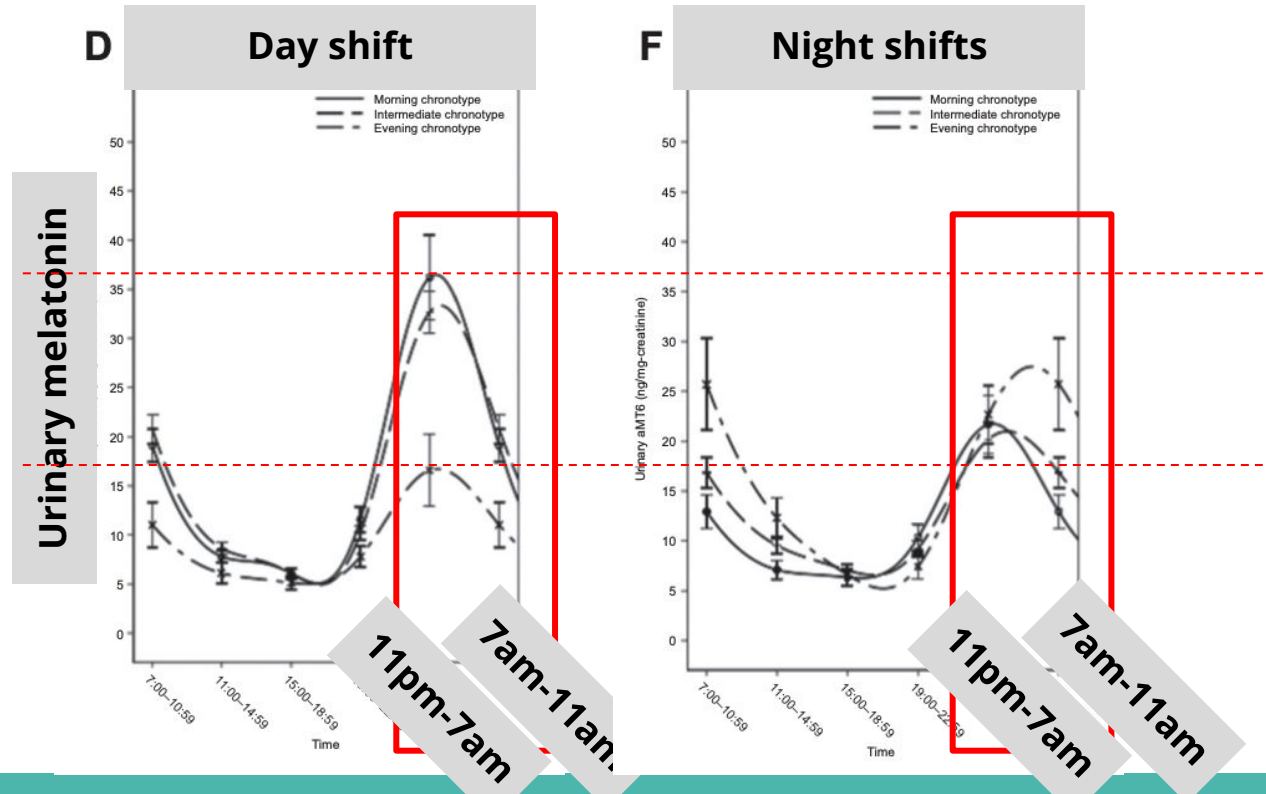 D
Day shift
Morning chronotype
Intermediate chronotype
Evening chronotype
Urinary melatonin
50
45
40
35
30
25
20
15
10
5
0
7:00–10:59
11:00–14:59
15:00–18:59
11pm-7am
7am-11am
Time
F
Night shifts
Morning chronotype
Intermediate chronotype
Evening chronotype
Urinary aMT6 (ng/mg-creatinine)
50
45
40
35
30
25
20
15
10
5
0
7:00–10:59
11:00–14:59
15:00–18:59
19:00–22:59
11pm-7am
7am-11am
Time